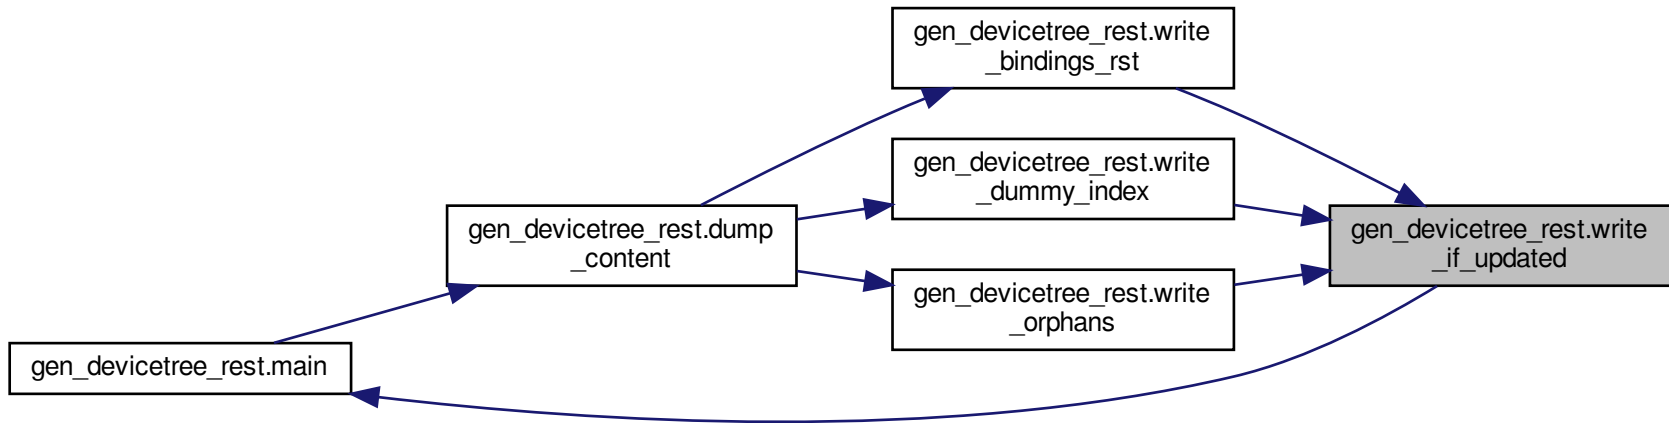 gen_devicetree_rest.write
_bindings_rst
gen_devicetree_rest.write
_dummy_index
gen_devicetree_rest.dump
_content
gen_devicetree_rest.write
_if_updated
gen_devicetree_rest.write
_orphans
gen_devicetree_rest.main